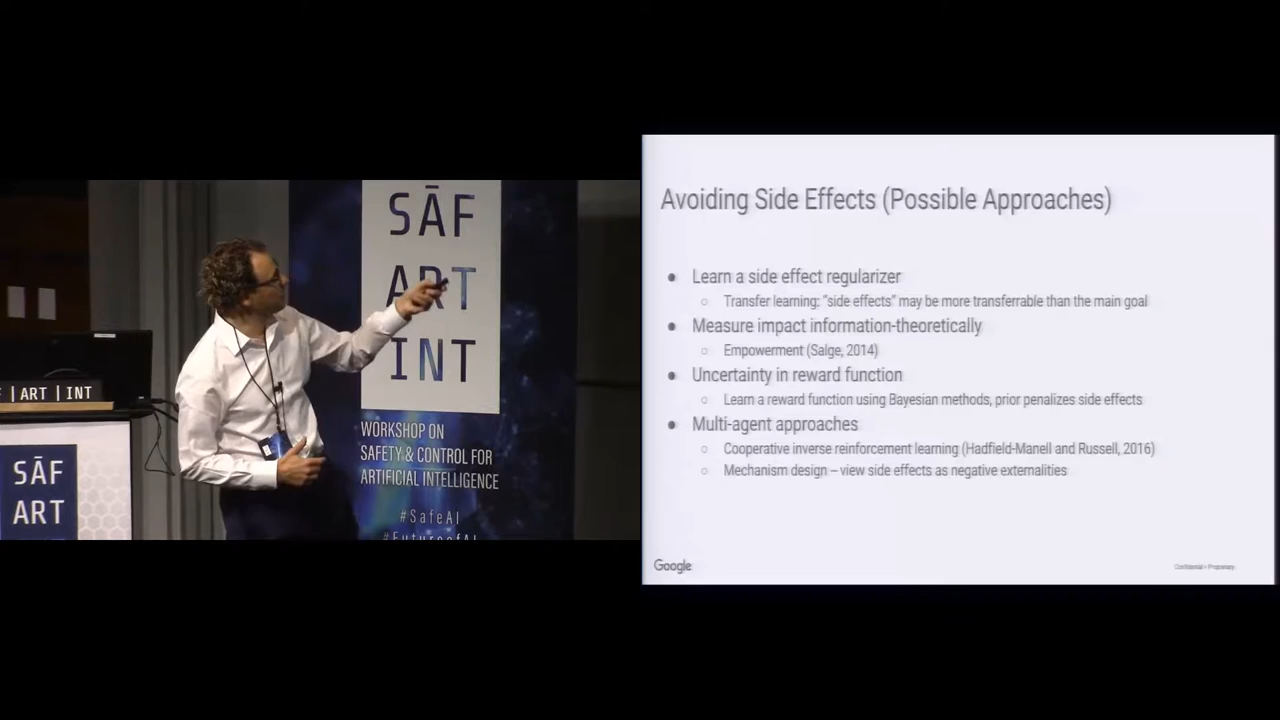 SĀF
ART
INT
WORKSHOP ON
SAFETY & CONTROL FOR
ARTIFICIAL INTELLIGENCE
#SafeAI
#FutureofAI
| ART | INT
SĀF
ART
Avoiding Side Effects (Possible Approaches)
● Learn a side effect regularizer
○ Transfer learning: "side effects" may be more transferrable than the main goal
● Measure impact information-theoretically
○ Empowerment (Salge, 2014)
● Uncertainty in reward function
○ Learn a reward function using Bayesian methods, prior penalizes side effects
● Multi-agent approaches
○ Cooperative inverse reinforcement learning (Hadfield-Manell and Russell, 2016)
○ Mechanism design – view side effects as negative externalities
Google
Confidential + Proprietary